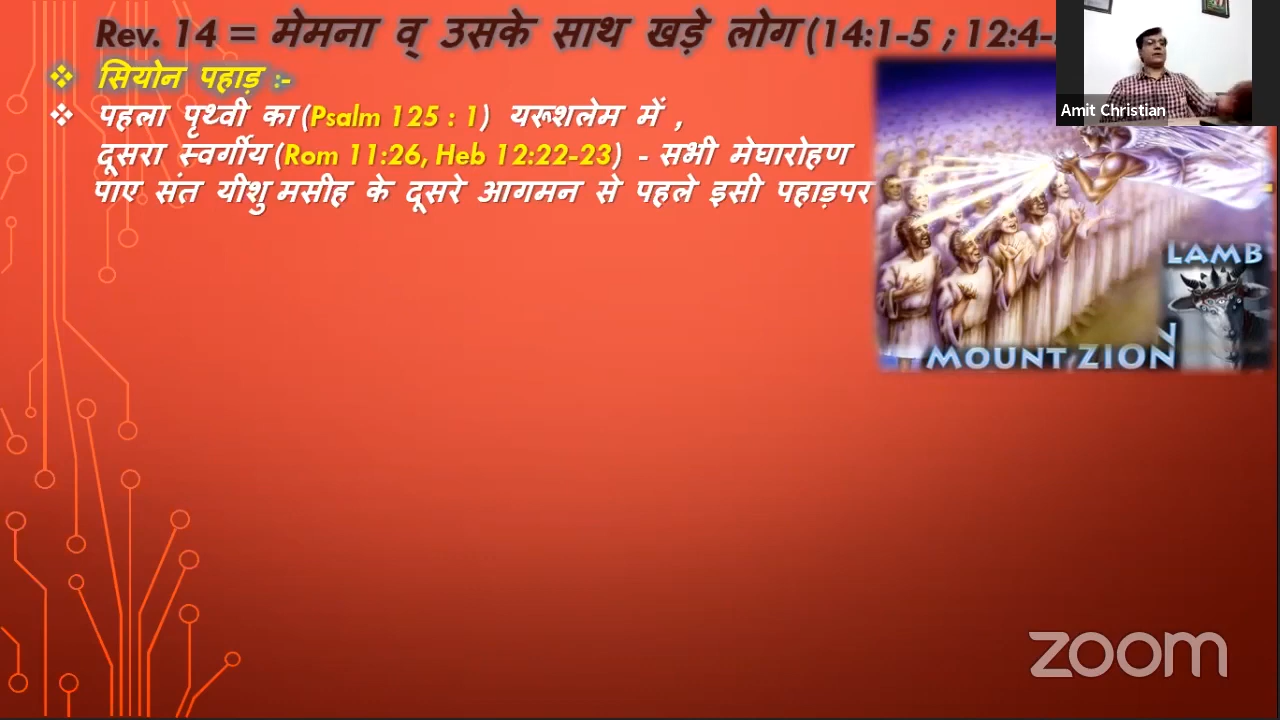 Rev. 14 = मेमना व् उसके साथ खड़े लोग (14:1-5 ; 12:4-
Amit Christian
❖ सियोन पहाड़ :-
❖ पहला पृथ्वी का (Psalm 125 : 1) यरूशलेम में ,
दूसरा स्वर्गीय (Rom 11:26, Heb 12:22-23) - सभी मेघारोहण
पाए संत यीशु मसीह के दूसरे आगमन से पहले इसी पहाड़पर
LAMB
MOUNT ZION
zoom